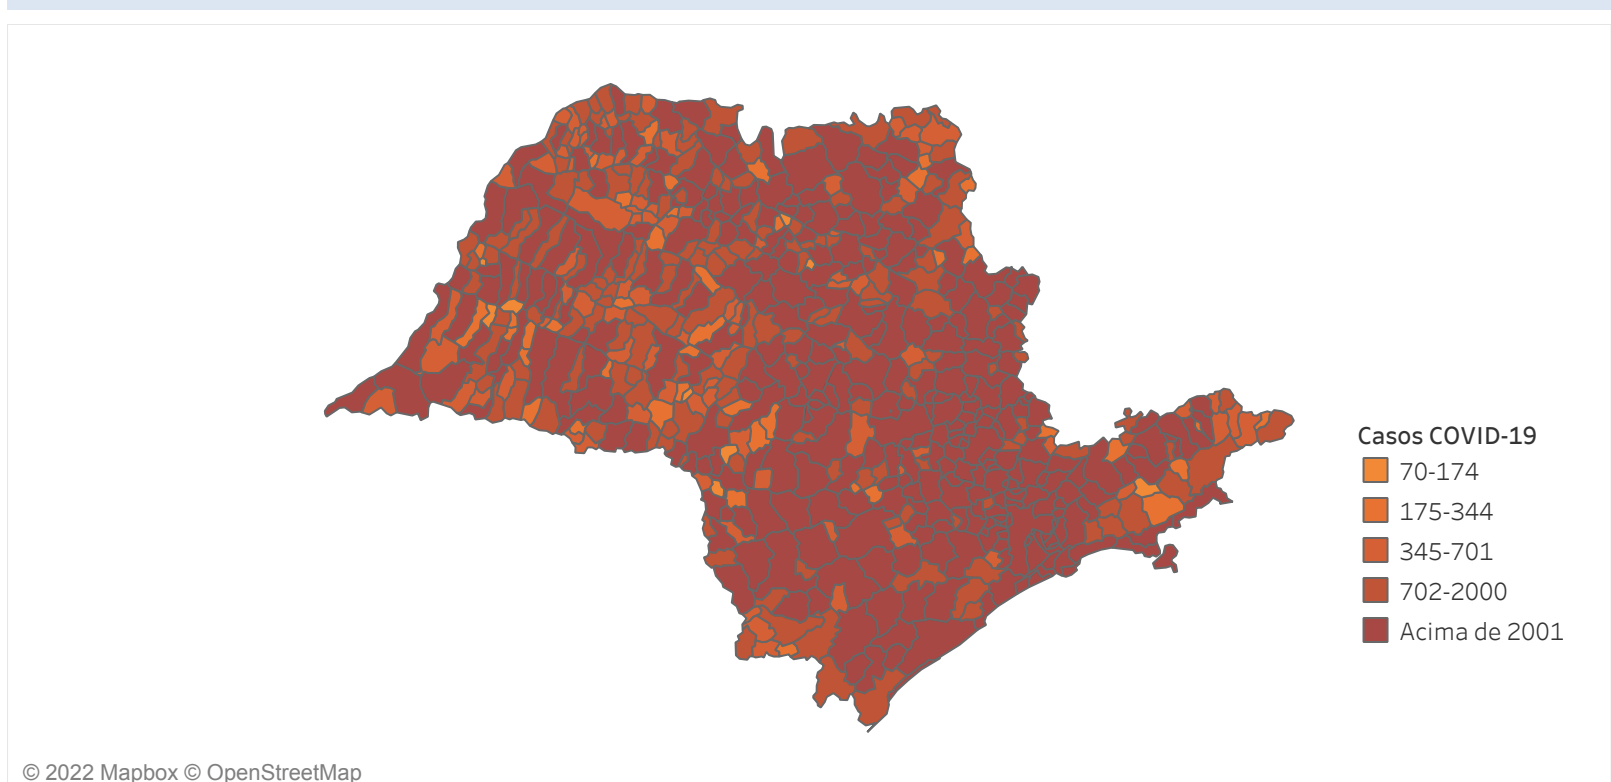 Casos COVID-19
70-174
175-344
345-701
702-2000
Acima de 2001
© 2022 Mapbox © OpenStreetMap